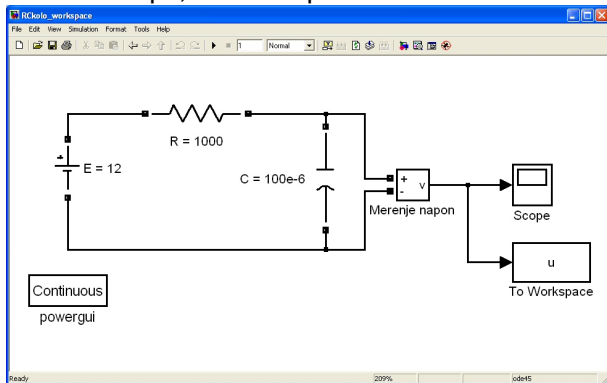 RCkolo_workspace
File Edit View Simulation Format Tools Help
1 Normal
R = 1000
+
E = 12
C = 100e-6
+
-
v
Merenje napon
Scope
u
To Workspace
Continuous
powergui
Ready 209% ode45